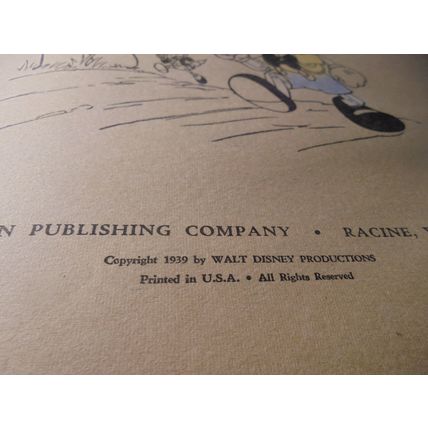 N PUBLISHING COMPANY • RACINE,
Copyright 1939 by WALT DISNEY PRODUCTIONS
Printed in U.S.A. • All Rights Reserved